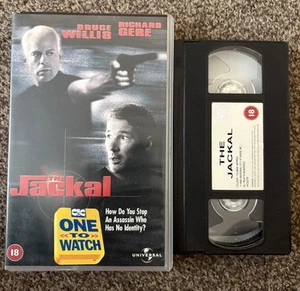 BRUCE WILLIS
RICHARD GERE
THE
Jackal
CIC
ONE
TO
WATCH
How Do You Stop
An Assassin Who
Has No Identity?
18
UNIVERSAL
18
THE
JACKAL